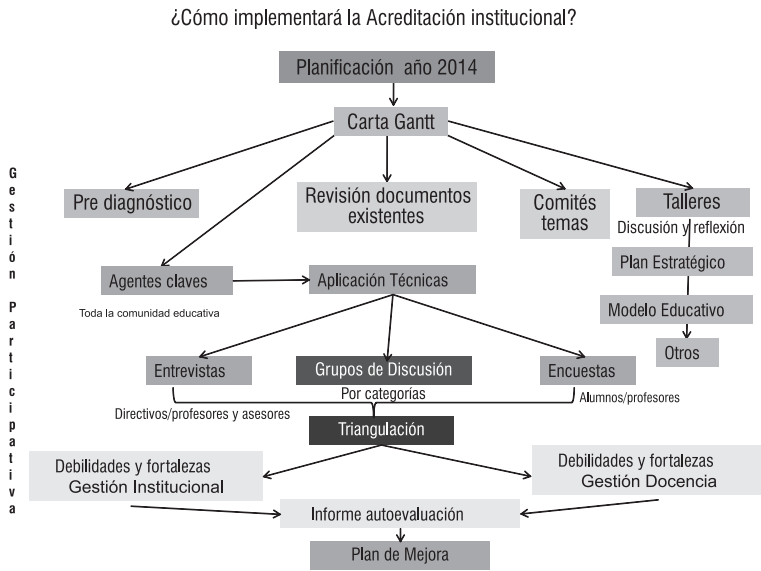 ¿Cómo implementará la Acreditación institucional?
Planificación año 2014
Carta Gantt
Gestión Participativa
Pre diagnóstico
Revisión documentos
existentes
Comités
temas
Talleres
Discusión y reflexión
Plan Estratégico
Modelo Educativo
Otros
Agentes claves
Toda la comunidad educativa
Aplicación Técnicas
Entrevistas
Grupos de Discusión
Encuestas
Por categorías
Directivos/profesores y asesores
Alumnos/profesores
Triangulación
Debilidades y fortalezas
Gestión Institucional
Debilidades y fortalezas
Gestión Docencia
Informe autoevaluación
Plan de Mejora